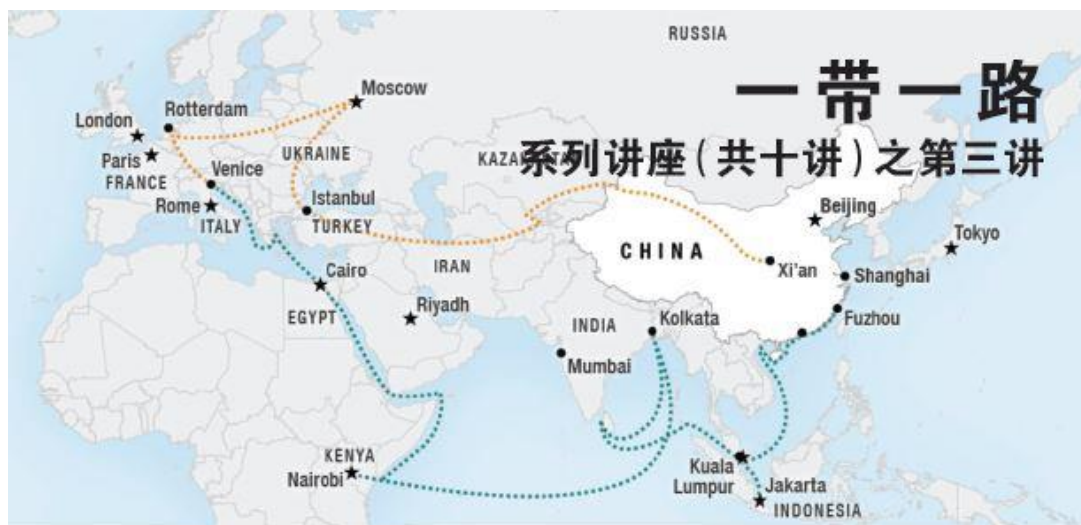 RUSSIA
一带一路
系列讲座(共十讲)之第三讲
Moscow
Rotterdam
London
Paris
FRANCE
UKRAINE
KAZAKHSTAN
Venice
Rome
ITALY
Istanbul
TURKEY
Beijing
Tokyo
CHINA
Xi'an
Shanghai
IRAN
Cairo
EGYPT
Riyadh
INDIA
Kolkata
Fuzhou
Mumbai
KENYA
Nairobi
Kuala
Lumpur
Jakarta
INDONESIA